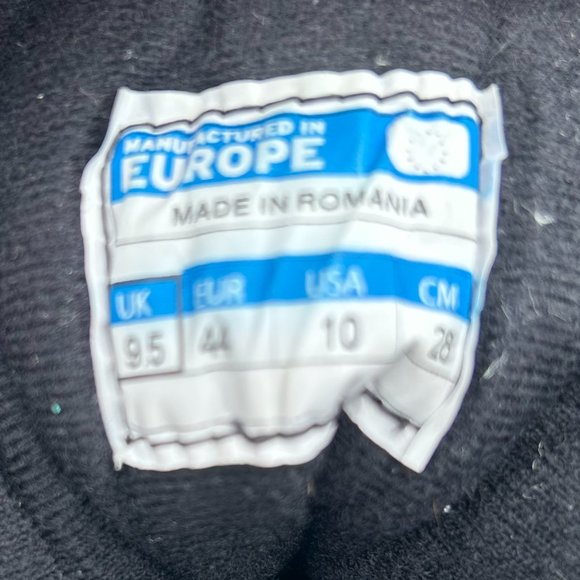 MANUFACTURED IN
EUROPE
MADE IN ROMANIA
UK EUR USA CM
9.5 44 10 28